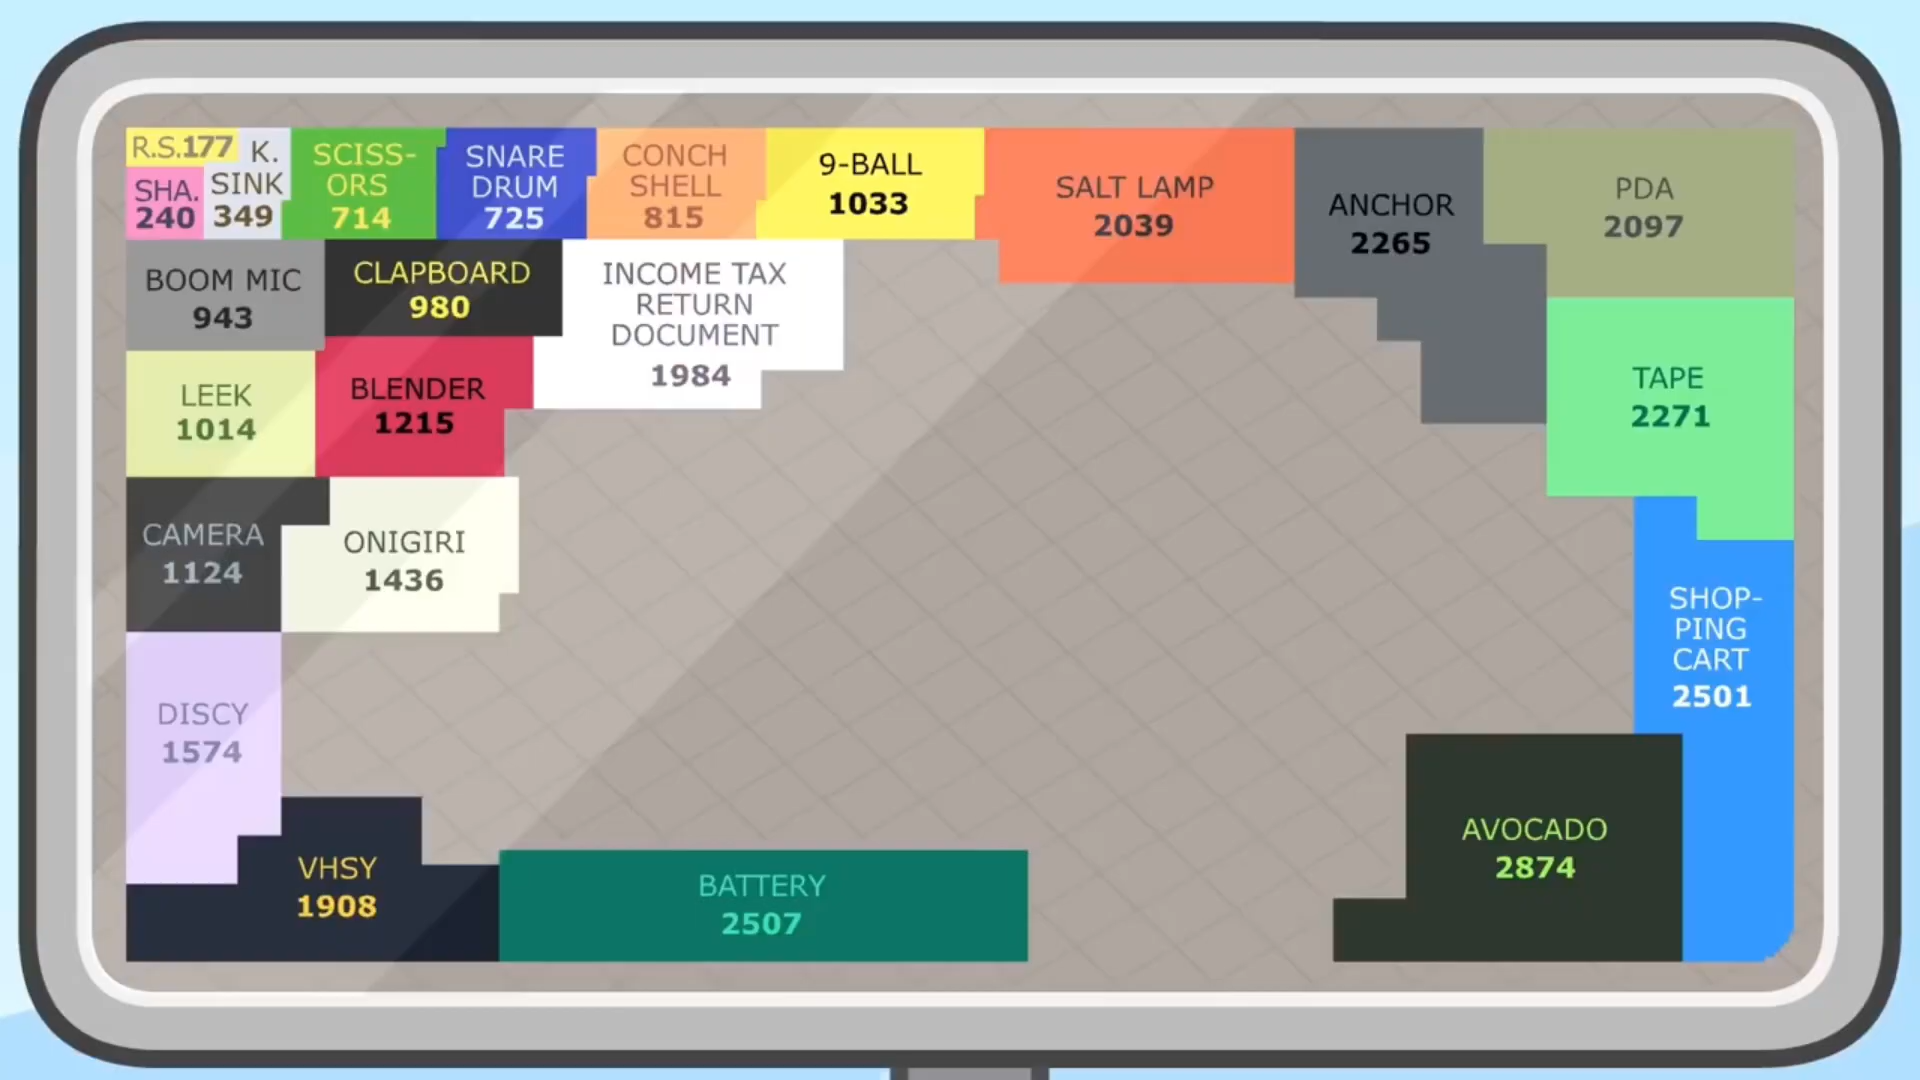 R.S.177
K.
SINK
349
SHA.
240
SCISS-
ORS
714
SNARE
DRUM
725
CONCH
SHELL
815
9-BALL
1033
SALT LAMP
2039
ANCHOR
2265
PDA
2097
BOOM MIC
943
CLAPBOARD
980
INCOME TAX
RETURN
DOCUMENT
1984
LEEK
1014
BLENDER
1215
TAPE
2271
CAMERA
1124
ONIGIRI
1436
SHOP-
PING
CART
2501
DISCY
1574
VHSY
1908
BATTERY
2507
AVOCADO
2874